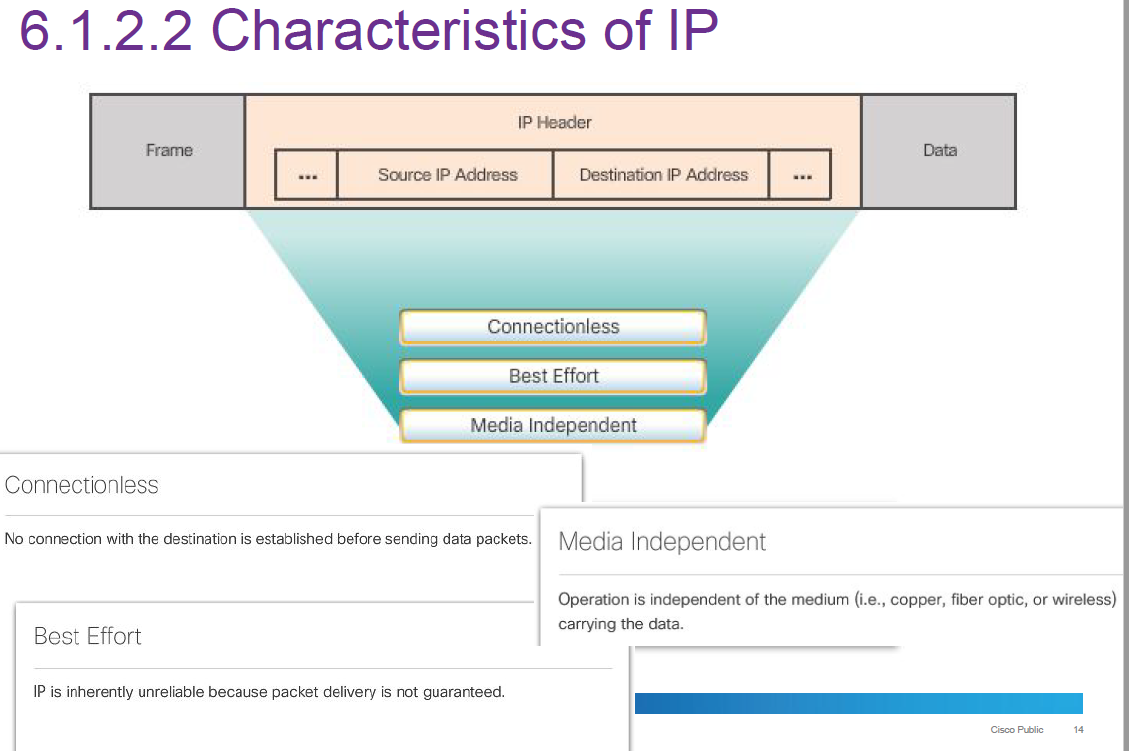 6.1.2.2 Characteristics of IP
IP Header
Frame
... Source IP Address Destination IP Address ...
Data
Connectionless
Best Effort
Media Independent
Connectionless
No connection with the destination is established before sending data packets.
Media Independent
Operation is independent of the medium (i.e., copper, fiber optic, or wireless)
carrying the data.
Best Effort
IP is inherently unreliable because packet delivery is not guaranteed.
Cisco Public 14